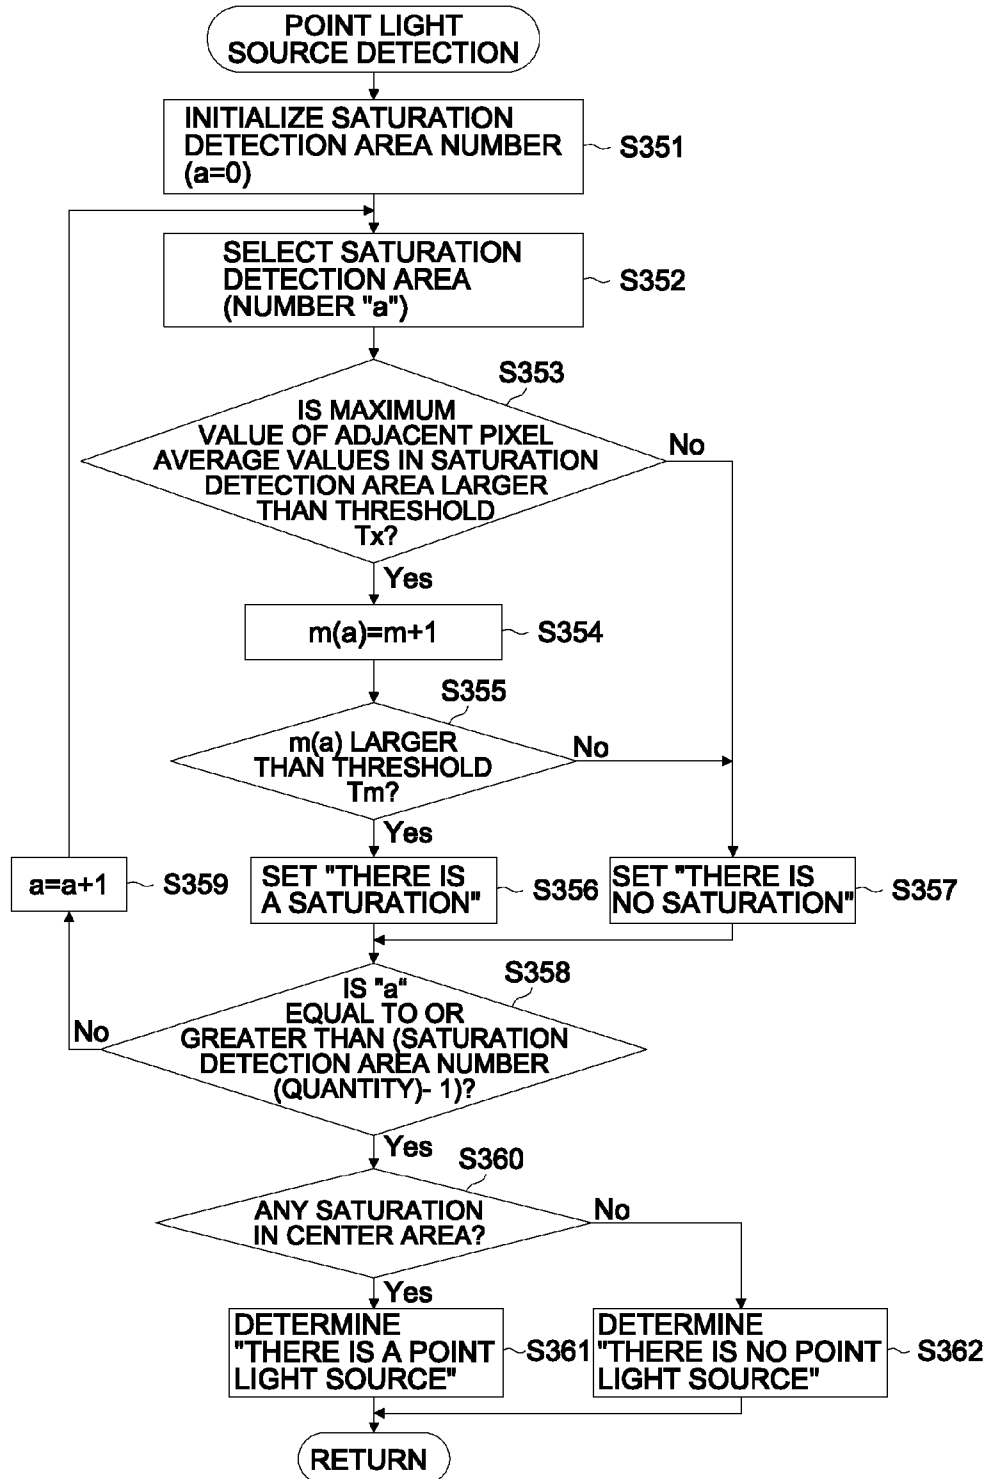 POINT LIGHT
SOURCE DETECTION
INITIALIZE SATURATION
DETECTION AREA NUMBER
(a=0)
S351
SELECT SATURATION
DETECTION AREA
(NUMBER "a")
S352
S353
IS MAXIMUM
VALUE OF ADJACENT PIXEL
AVERAGE VALUES IN SATURATION
DETECTION AREA LARGER
THAN THRESHOLD
Tx?
No
Yes
m(a)=m+1
S354
S355
m(a) LARGER
THAN THRESHOLD
Tm?
No
Yes
a=a+1
S359
SET "THERE IS
A SATURATION"
S356
SET "THERE IS
NO SATURATION"
S357
S358
IS "a"
EQUAL TO OR
GREATER THAN (SATURATION
DETECTION AREA NUMBER
(QUANTITY)- 1)?
No
Yes
S360
ANY SATURATION
IN CENTER AREA?
No
Yes
DETERMINE
"THERE IS A POINT
LIGHT SOURCE"
S361
DETERMINE
"THERE IS NO POINT
LIGHT SOURCE"
S362
RETURN